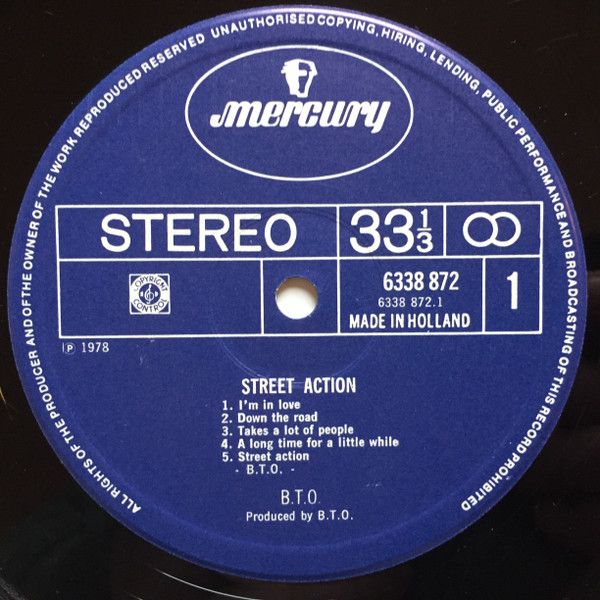 ALL RIGHTS OF THE PRODUCER AND OF THE OWNER OF THE WORK REPRODUCED RESERVED UNAUTHORISED COPYING, HIRING, LENDING, PUBLIC PERFORMANCE AND BROADCASTING OF THIS RECORD PROHIBITED
mercury
STEREO 33⅓
COPYRIGHT CONTROL
6338 872 1
6338 872.1
MADE IN HOLLAND
℗ 1978
STREET ACTION
1. I'm in love
2. Down the road
3. Takes a lot of people
4. A long time for a little while
5. Street action
- B.T.O. -
B.T.O.
Produced by B.T.O.